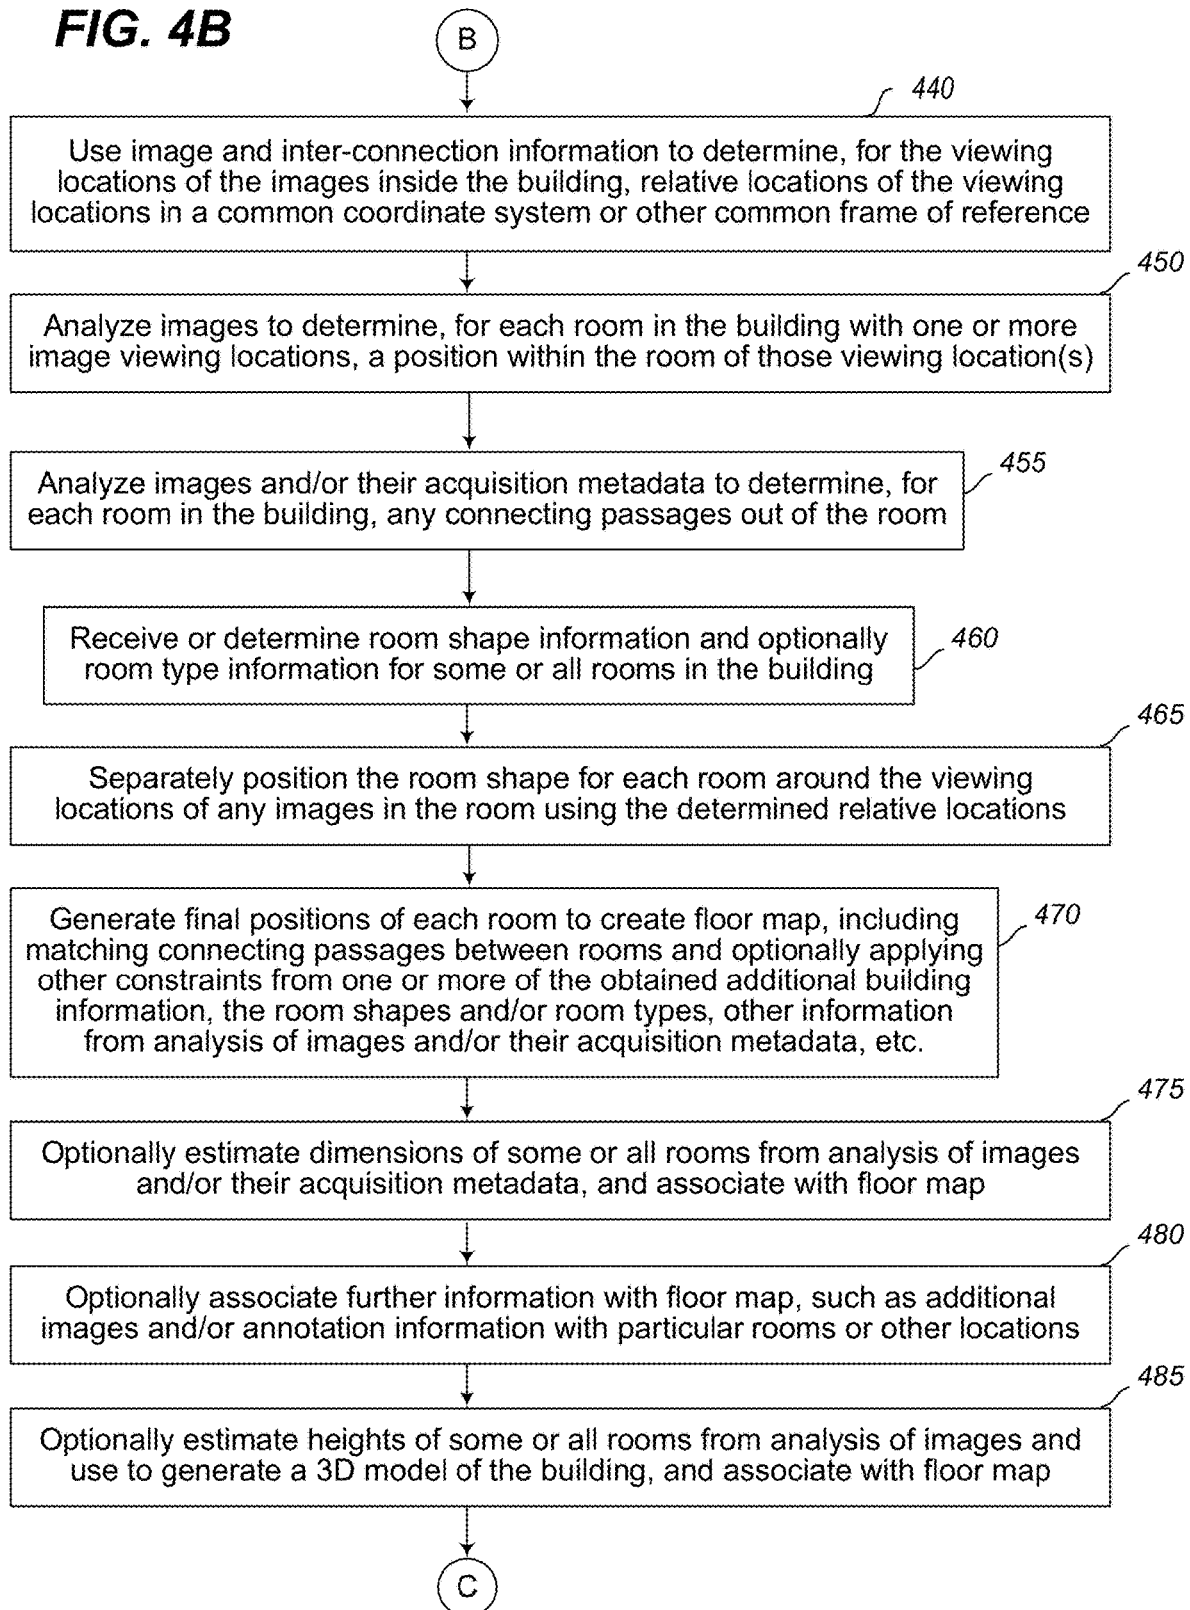 FIG. 4B
B
440
Use image and inter-connection information to determine, for the viewing
locations of the images inside the building, relative locations of the viewing
locations in a common coordinate system or other common frame of reference
450
Analyze images to determine, for each room in the building with one or more
image viewing locations, a position within the room of those viewing location(s)
455
Analyze images and/or their acquisition metadata to determine, for
each room in the building, any connecting passages out of the room
460
Receive or determine room shape information and optionally
room type information for some or all rooms in the building
465
Separately position the room shape for each room around the viewing
locations of any images in the room using the determined relative locations
470
Generate final positions of each room to create floor map, including
matching connecting passages between rooms and optionally applying
other constraints from one or more of the obtained additional building
information, the room shapes and/or room types, other information
from analysis of images and/or their acquisition metadata, etc.
475
Optionally estimate dimensions of some or all rooms from analysis of images
and/or their acquisition metadata, and associate with floor map
480
Optionally associate further information with floor map, such as additional
images and/or annotation information with particular rooms or other locations
485
Optionally estimate heights of some or all rooms from analysis of images and
use to generate a 3D model of the building, and associate with floor map
C